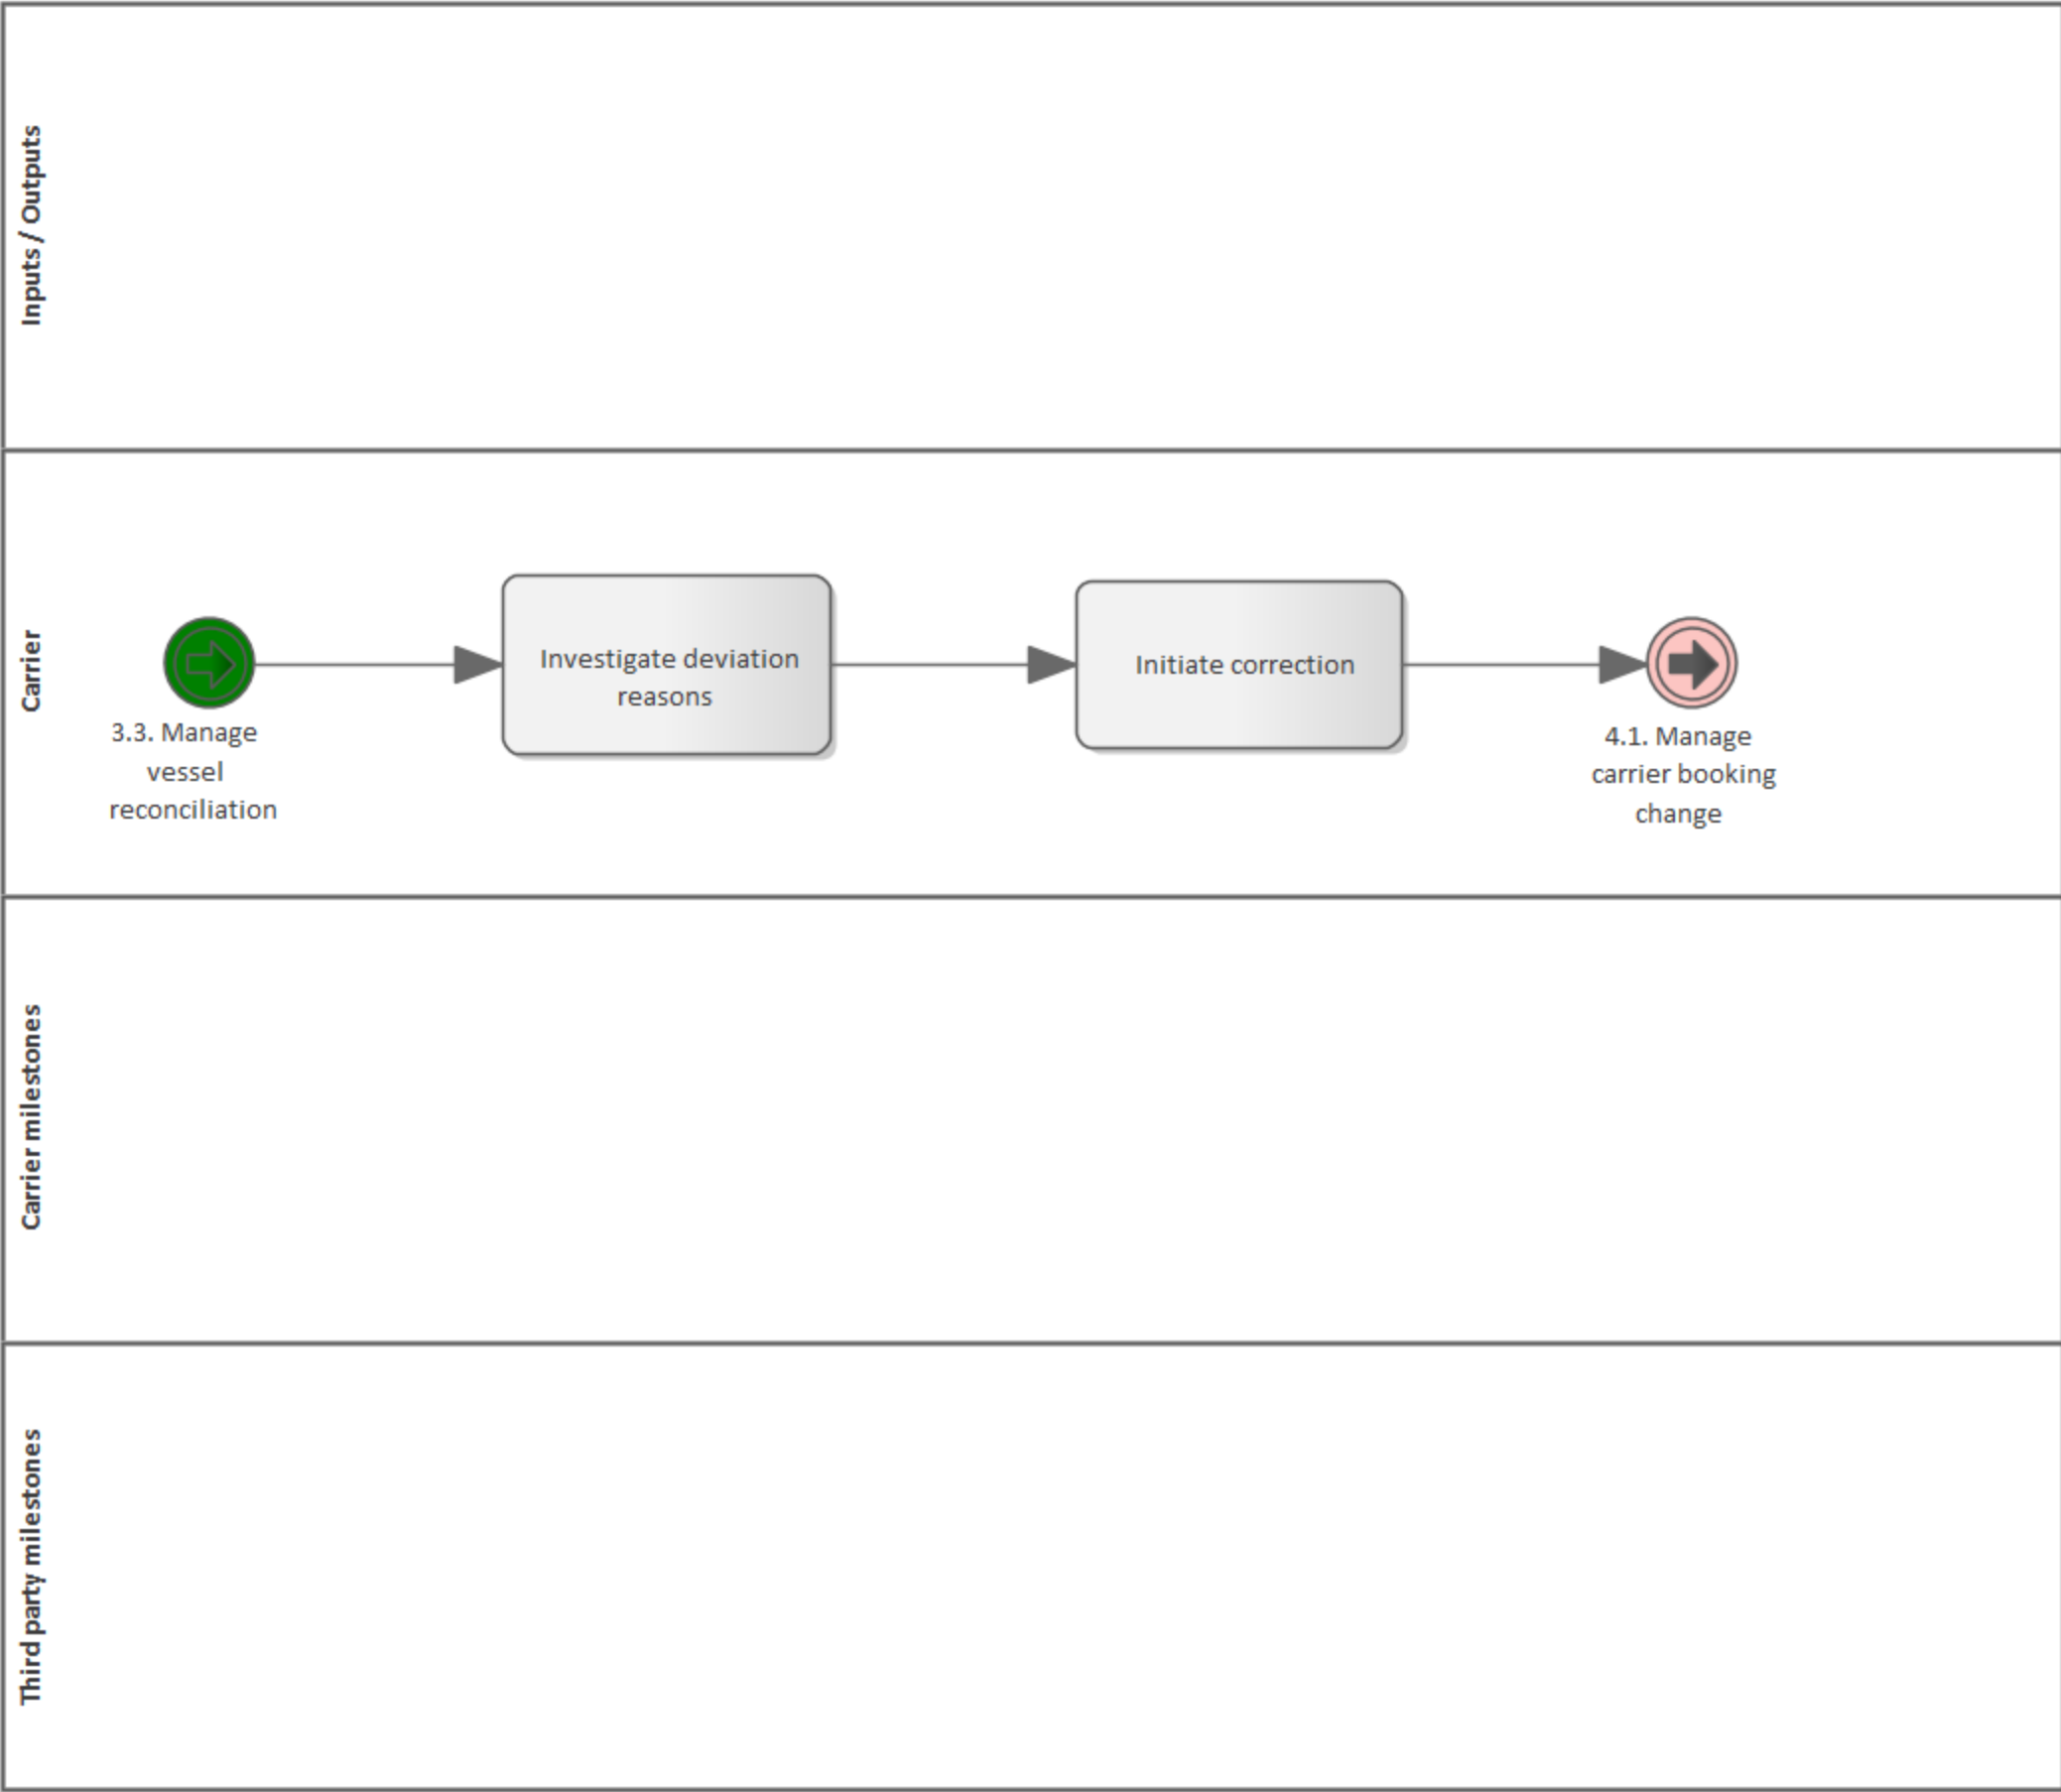 Inputs / Outputs
Carrier
3.3. Manage
vessel
reconciliation
Investigate deviation
reasons
Initiate correction
4.1. Manage
carrier booking
change
Carrier milestones
Third party milestones